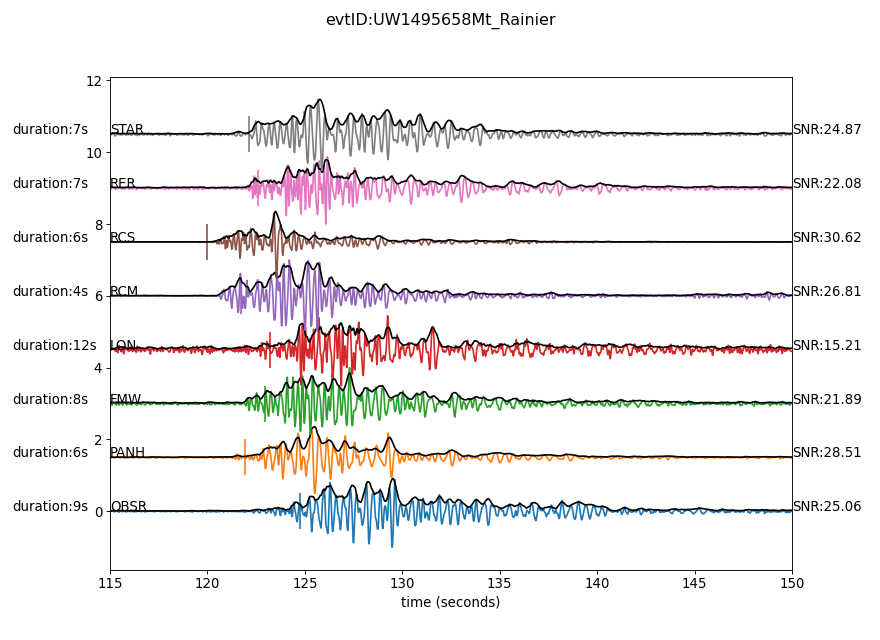 evtID:UW1495658Mt_Rainier
12
duration:7s STAR SNR:24.87
10
duration:7s RER SNR:22.08
8
duration:6s RCS SNR:30.62
duration:4s RCM SNR:26.81
6
duration:12s LON SNR:15.21
4
duration:8s FMW SNR:21.89
2
duration:6s PANH SNR:28.51
duration:9s OBSR SNR:25.06
0
115 120 125 130 135 140 145 150
time (seconds)